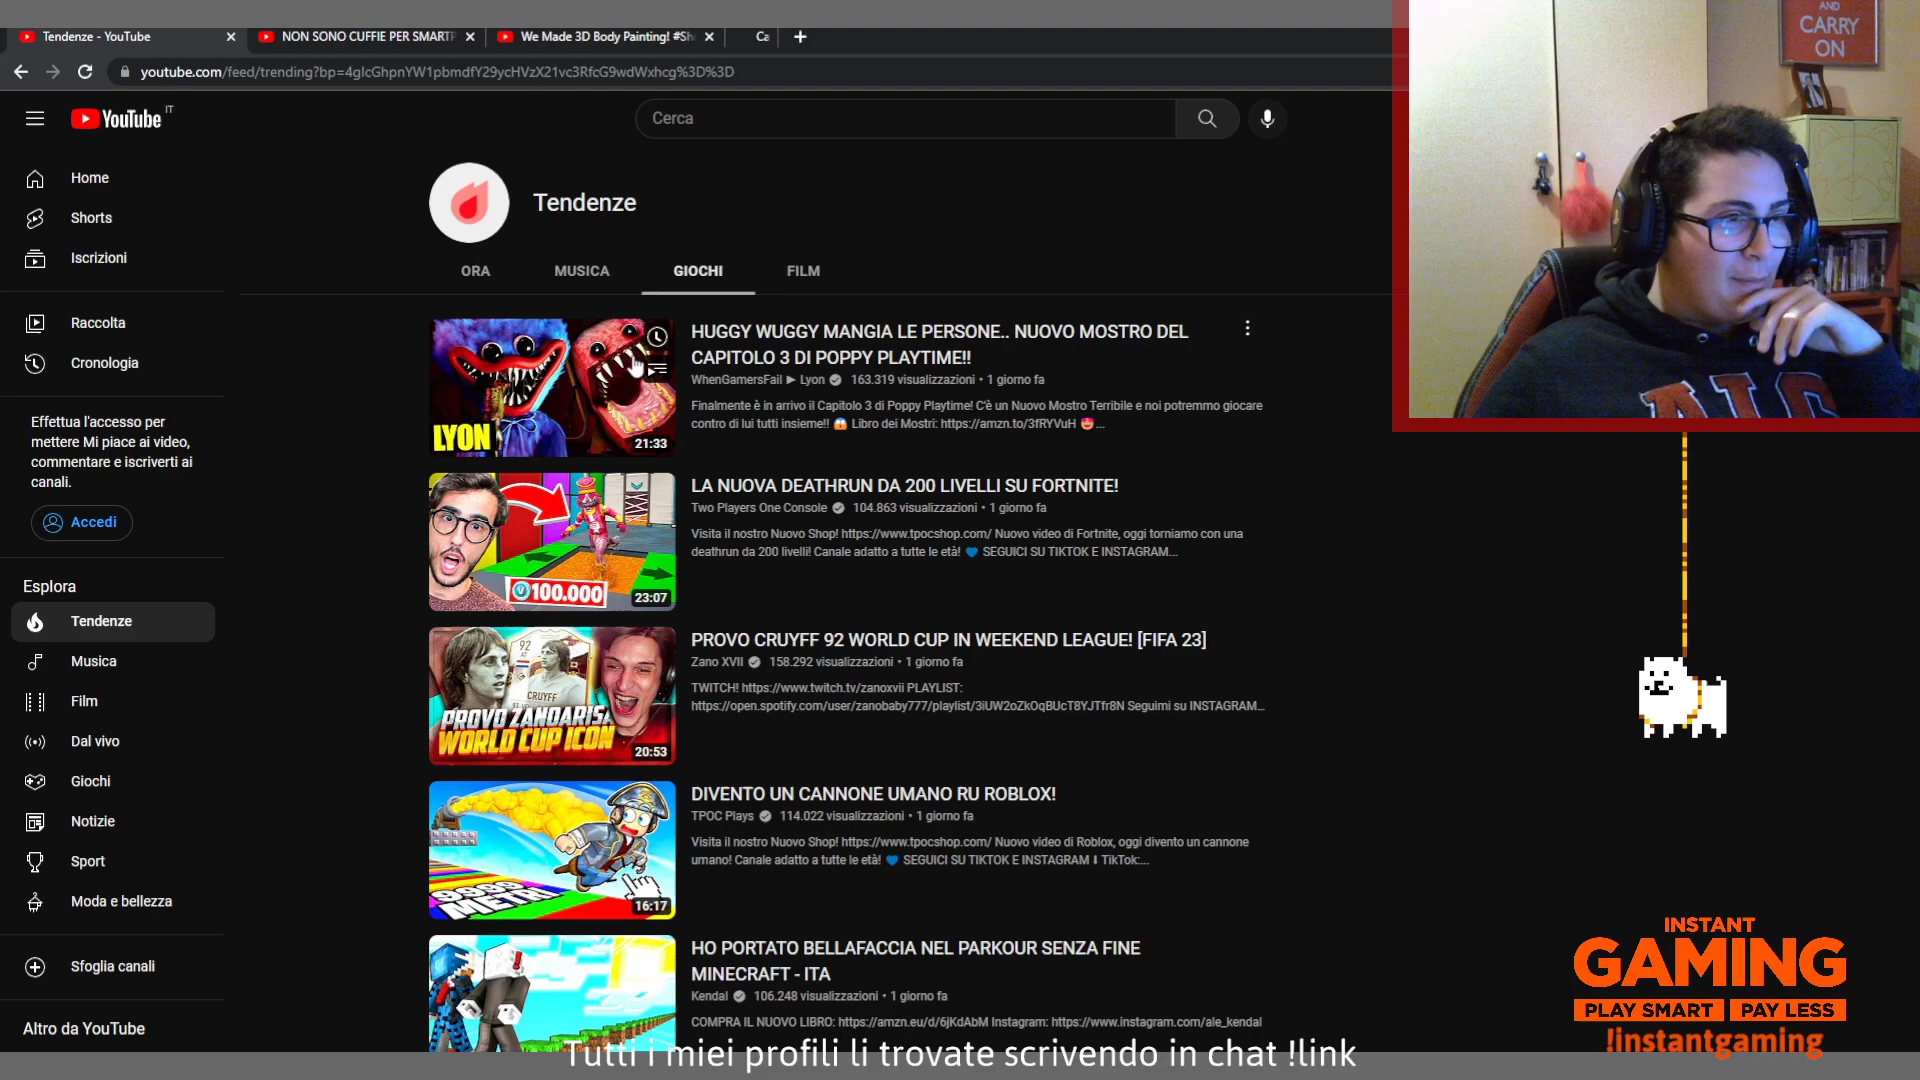 Tendenze - YouTube
NON SONO CUFFIE PER SMARTP
We Made 3D Body Painting! #Sh
Ca
youtube.com/feed/trending?bp=4gIcGhpnYW1pbmdfY29ycHVzX21vc3RfcG9wdWxhcg%3D%3D
YouTube IT
Cerca
Home
Shorts
Iscrizioni
Raccolta
Cronologia
Effettua l'accesso per
mettere Mi piace ai video,
commentare e iscriverti ai
canali.
Accedi
Esplora
Tendenze
Musica
Film
Dal vivo
Giochi
Notizie
Sport
Moda e bellezza
Sfoglia canali
Altro da YouTube
Tendenze
ORA
MUSICA
GIOCHI
FILM
LYON
21:33
HUGGY WUGGY MANGIA LE PERSONE.. NUOVO MOSTRO DEL
CAPITOLO 3 DI POPPY PLAYTIME!!
WhenGamersFail ► Lyon 163.319 visualizzazioni • 1 giorno fa
Finalmente è in arrivo il Capitolo 3 di Poppy Playtime! C'è un Nuovo Mostro Terribile e noi potremmo giocare
contro di lui tutti insieme!! 😱 Libro dei Mostri: https://amzn.to/3fRYVuH 🤩...
100.000
23:07
LA NUOVA DEATHRUN DA 200 LIVELLI SU FORTNITE!
Two Players One Console 104.863 visualizzazioni • 1 giorno fa
Visita il nostro Nuovo Shop! https://www.tpocshop.com/ Nuovo video di Fortnite, oggi torniamo con una
deathrun da 200 livelli! Canale adatto a tutte le età! 💙 SEGUICI SU TIKTOK E INSTAGRAM...
92
CRUYFF
PROVO ZANDARISA
WORLD CUP ICON
20:53
PROVO CRUYFF 92 WORLD CUP IN WEEKEND LEAGUE! [FIFA 23]
Zano XVII 158.292 visualizzazioni • 1 giorno fa
TWITCH! https://www.twitch.tv/zanoxvii PLAYLIST:
https://open.spotify.com/user/zanobaby777/playlist/3iUW2oZkOqBUcT8YJTfr8N Seguimi su INSTAGRAM...
9999
METRI
16:17
DIVENTO UN CANNONE UMANO RU ROBLOX!
TPOC Plays 114.022 visualizzazioni • 1 giorno fa
Visita il nostro Nuovo Shop! https://www.tpocshop.com/ Nuovo video di Roblox, oggi divento un cannone
umano! Canale adatto a tutte le età! 💙 SEGUICI SU TIKTOK E INSTAGRAM ⬇ TikTok:...
HO PORTATO BELLAFACCIA NEL PARKOUR SENZA FINE
MINECRAFT - ITA
Kendal 106.248 visualizzazioni • 1 giorno fa
COMPRA IL NUOVO LIBRO: https://amzn.eu/d/6jKdAbM Instagram: https://www.instagram.com/ale_kendal
AND
CARRY
ON
INSTANT
GAMING
PLAY SMART PAY LESS
!instantgaming
Tutti i miei profili li trovate scrivendo in chat !link